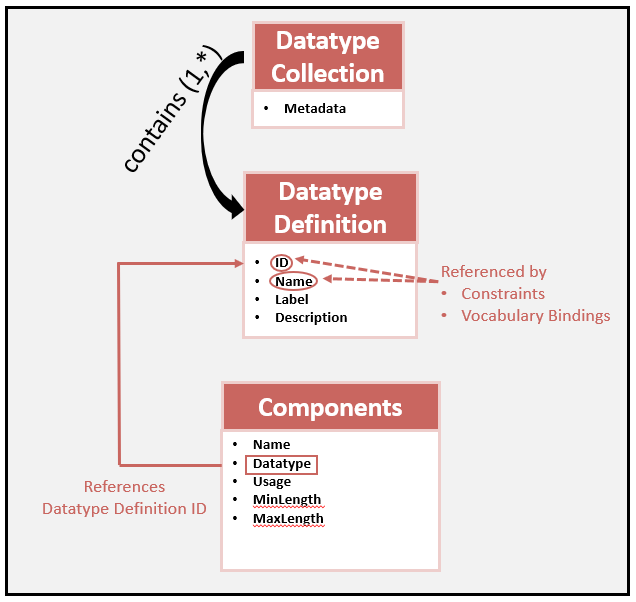 Datatype
Collection
• Metadata
contains (1,*)
Datatype
Definition
• ID
• Name
• Label
• Description
Referenced by
• Constraints
• Vocabulary Bindings
Components
• Name
• Datatype
• Usage
• MinLength
• MaxLength
References
Datatype Definition ID